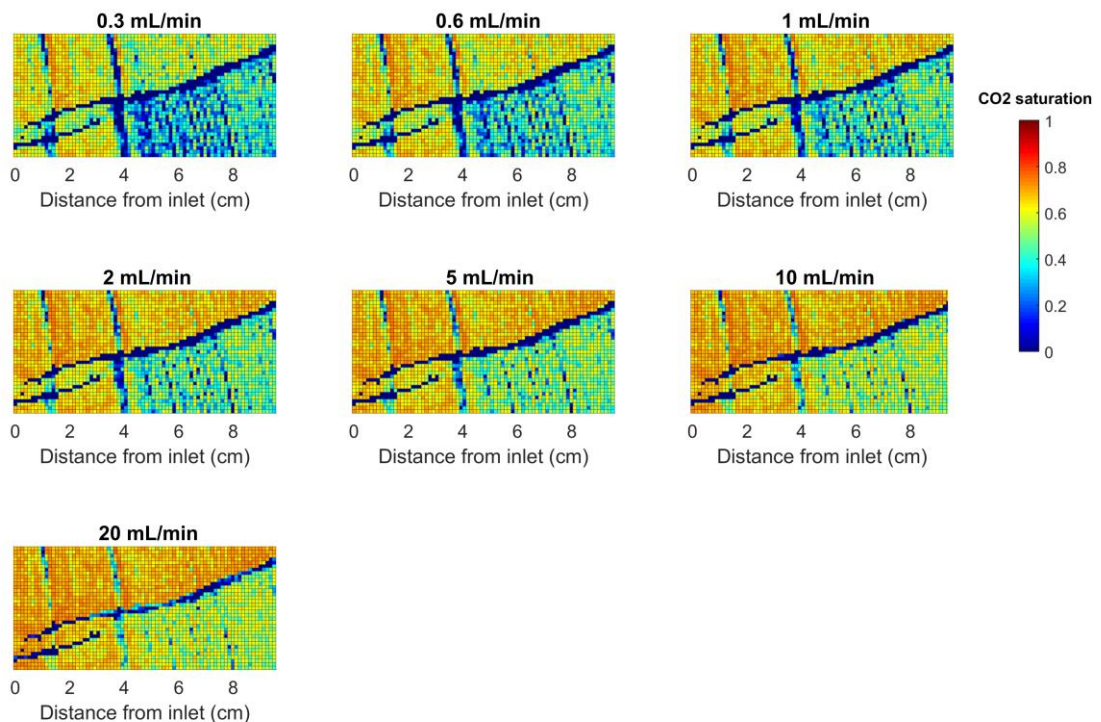 0.3 mL/min
0.6 mL/min
1 mL/min
0 2 4 6 8
0 2 4 6 8
0 2 4 6 8
Distance from inlet (cm)
Distance from inlet (cm)
Distance from inlet (cm)
CO2 saturation
1
0.8
0.6
0.4
0.2
0
2 mL/min
5 mL/min
10 mL/min
0 2 4 6 8
0 2 4 6 8
0 2 4 6 8
Distance from inlet (cm)
Distance from inlet (cm)
Distance from inlet (cm)
20 mL/min
0 2 4 6 8
Distance from inlet (cm)